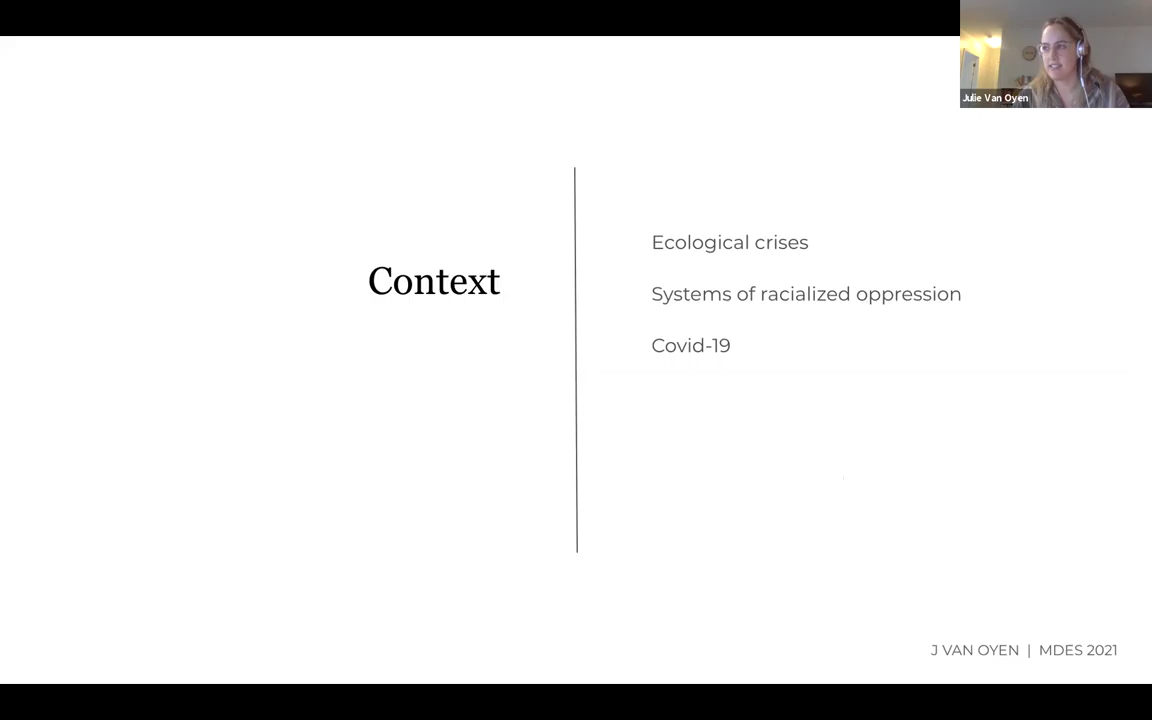 Julie Van Oyen
Context
Ecological crises
Systems of racialized oppression
Covid-19
J VAN OYEN | MDES 2021